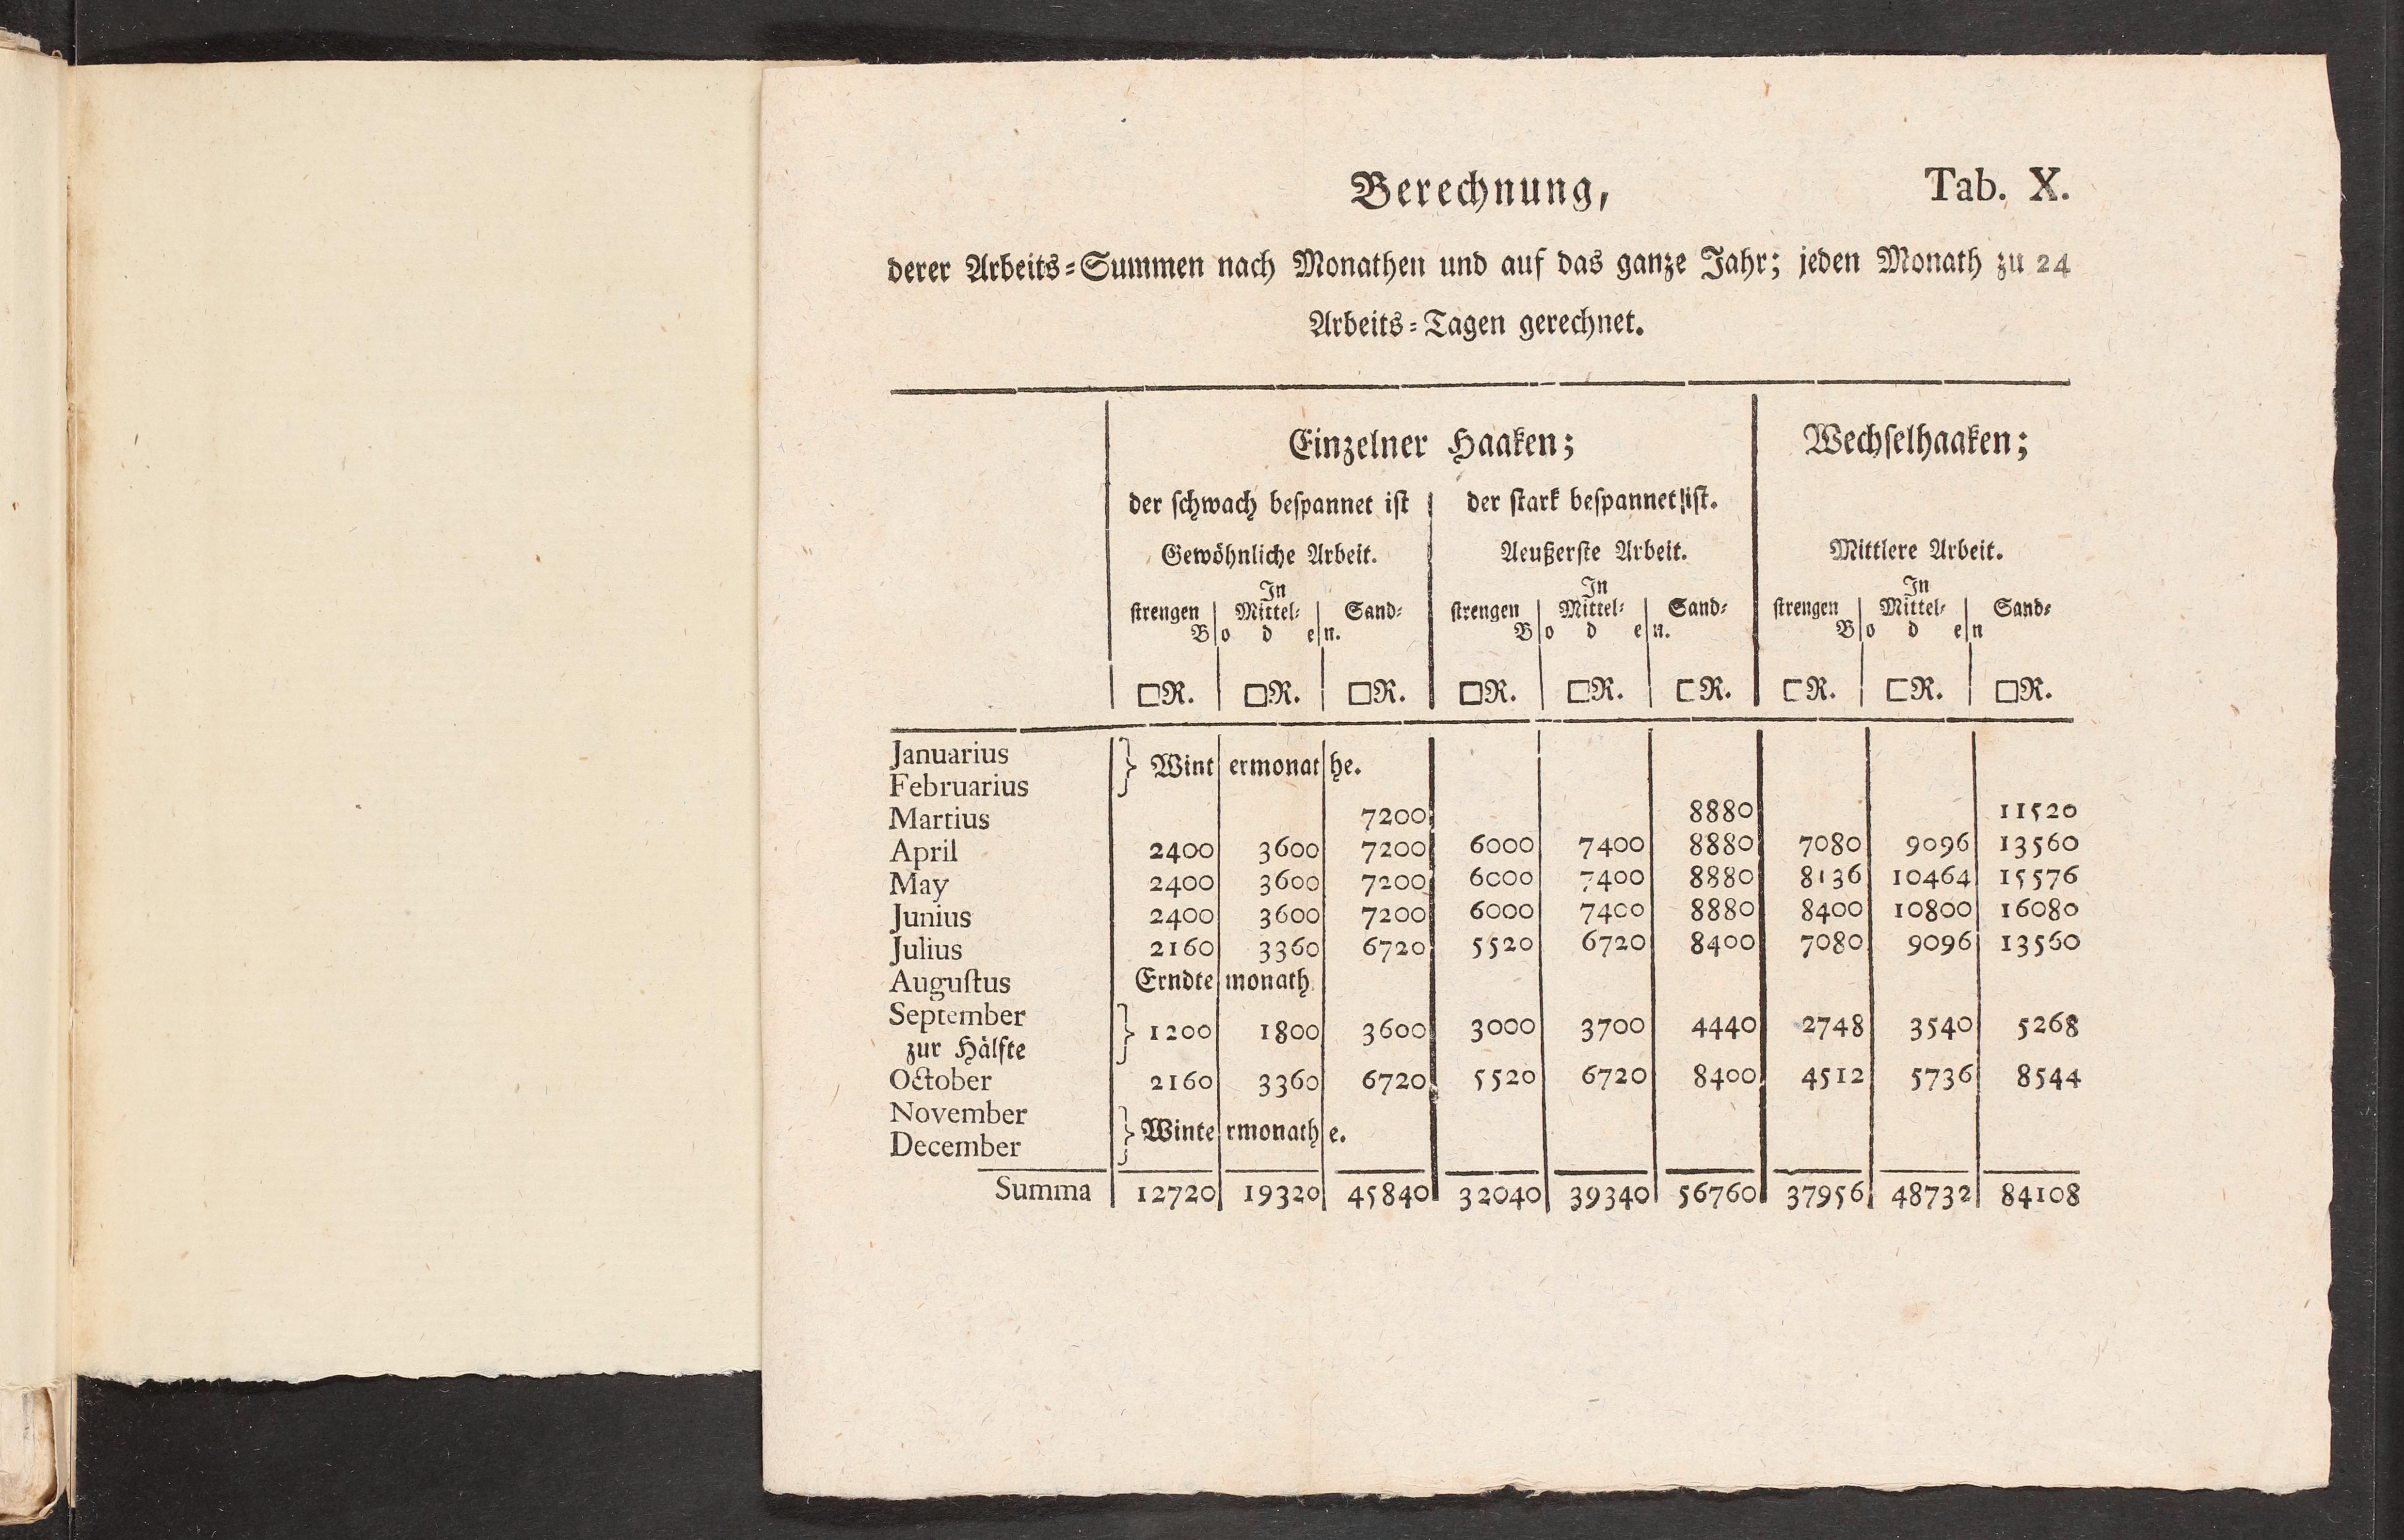 Berechnung, Tab. X.
derer Arbeits-Summen nach Monathen und auf das ganze Jahr; jeden Monath zu 24
Arbeits-Tagen gerechnet.
Einzelner Haaken; Wechselhaaken;
der schwach bespannet ist der stark bespannet ist.
Gewöhnliche Arbeit. Aeußerste Arbeit. Mittlere Arbeit.
In In In
strengen Mittel- Sand- strengen Mittel- Sand- strengen Mittel- Sand-
Boden. Boden. Boden
□R. □R. □R. □R. □R. □R. □R. □R. □R.
Januarius
Wintermonathe.
Februarius
Martius 7200 8880 11520
April 2400 3600 7200 6000 7400 8880 7080 9096 13560
May 2400 3600 7200 6000 7400 8880 8136 10464 15576
Junius 2400 3600 7200 6000 7400 8880 8400 10800 16080
Julius 2160 3360 6720 5520 6720 8400 7080 9096 13560
Augustus Erndtemonath
September
zur Hälfte 1200 1800 3600 3000 3700 4440 2748 3540 5268
October 2160 3360 6720 5520 6720 8400 4512 5736 8544
November
Wintermonathe.
December
Summa 12720 19320 45840 32040 39340 56760 37956 48732 84108